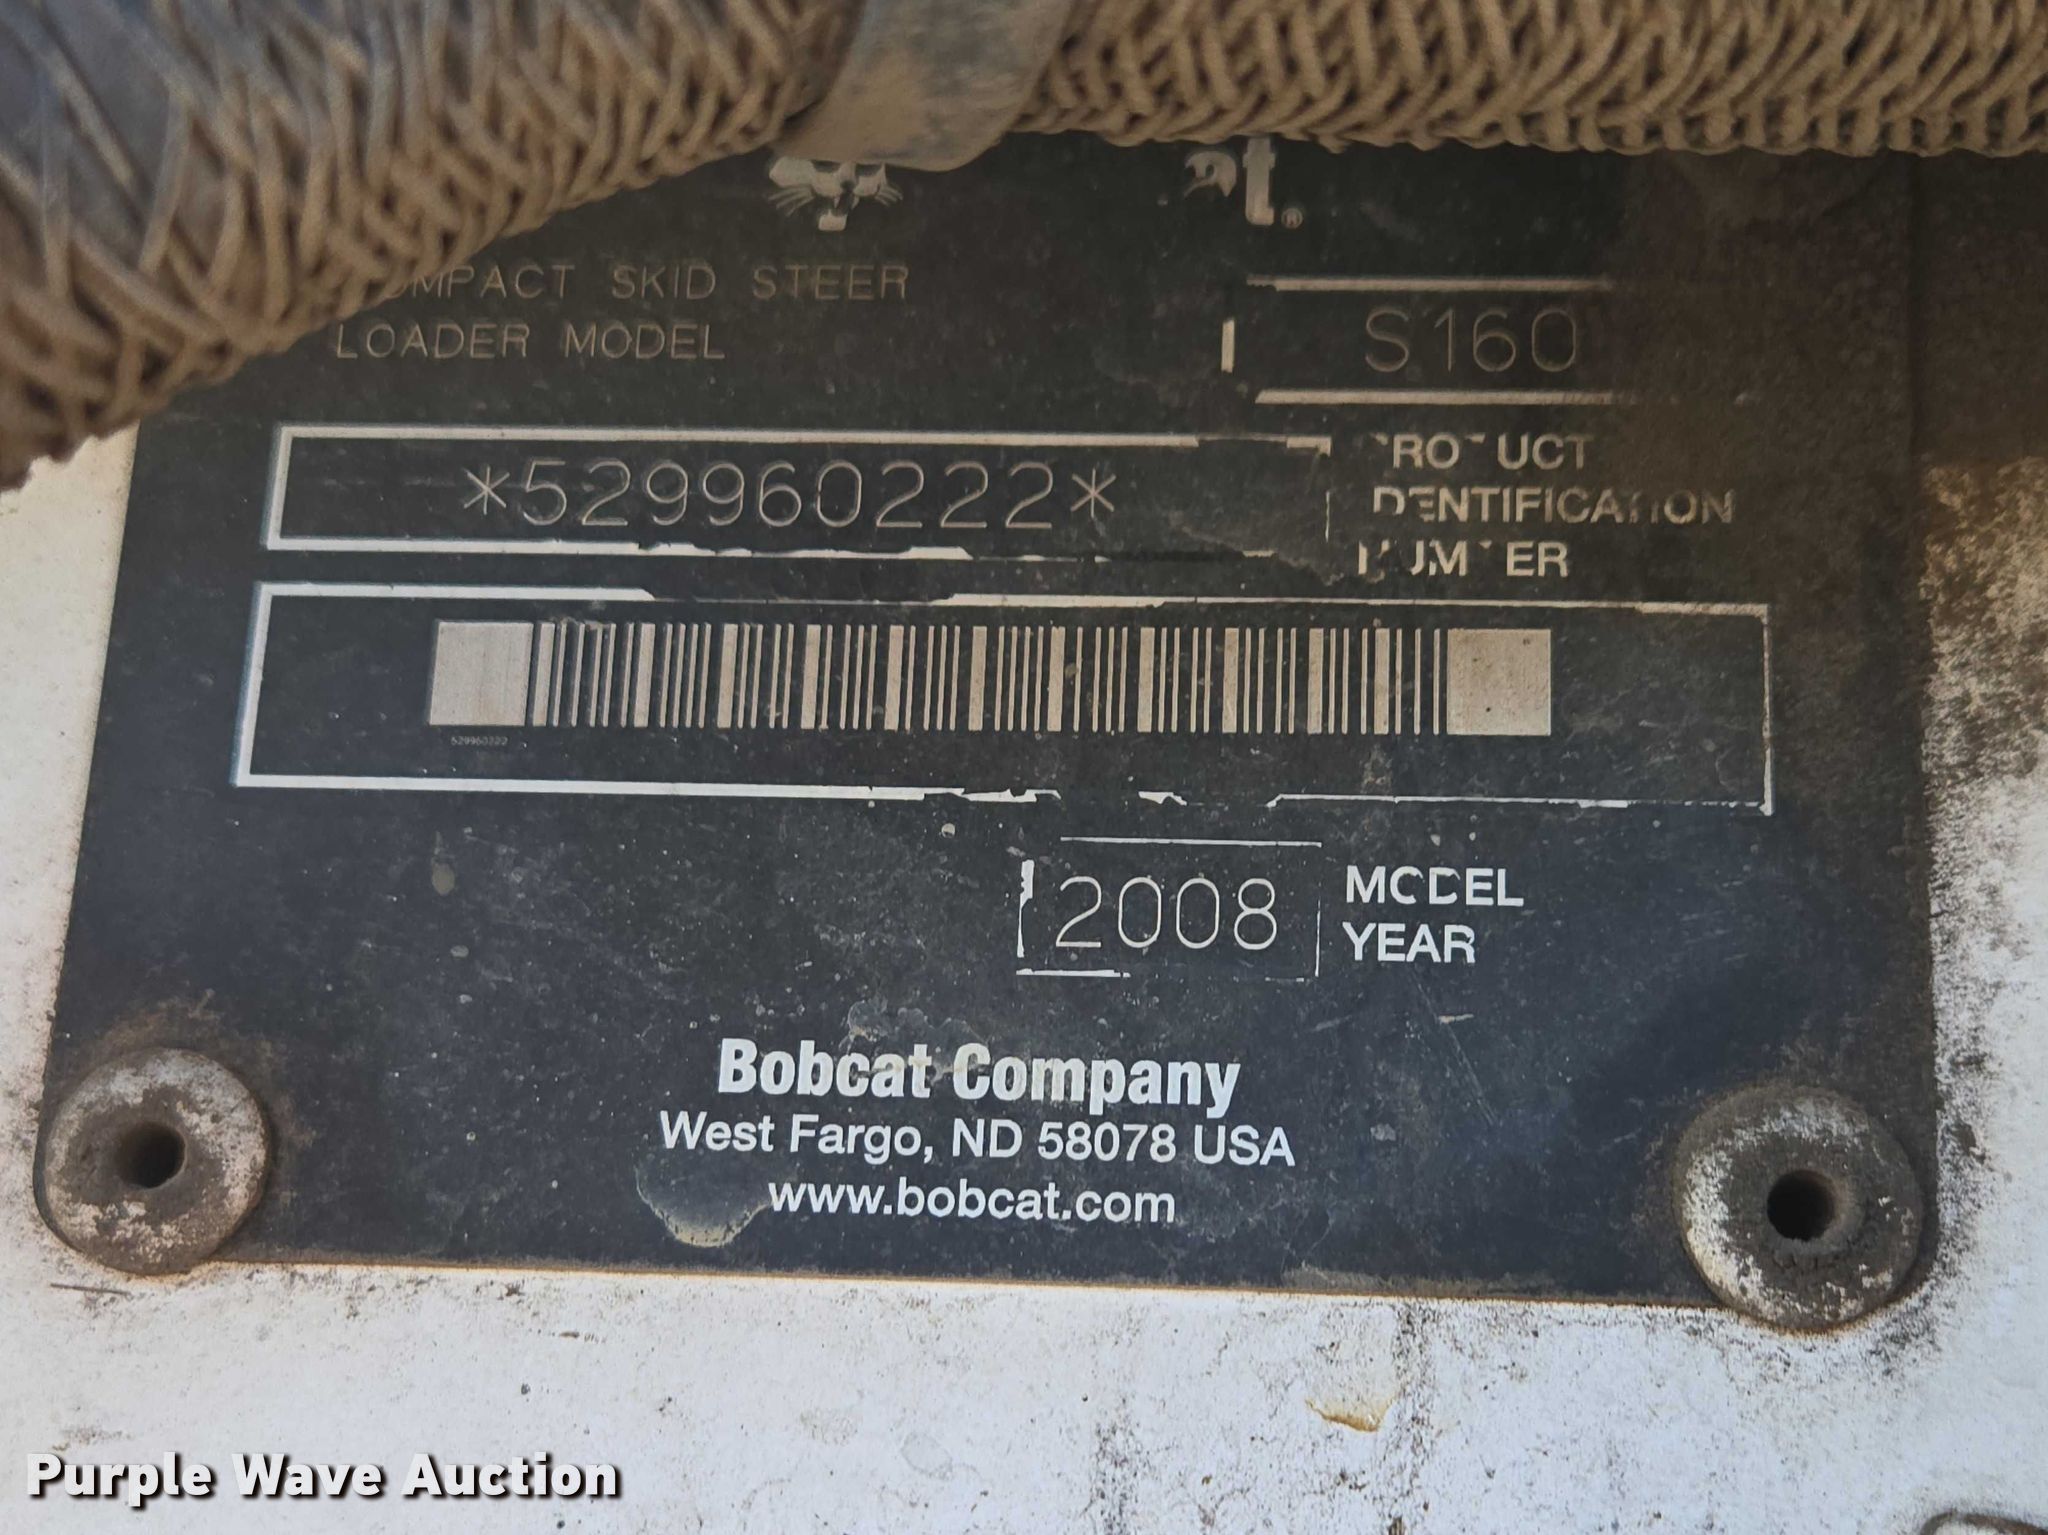 t®
COMPACT SKID STEER
LOADER MODEL
S160
*529960222*
PRODUCT
IDENTIFICATION
NUMBER
529960222
2008
MODEL
YEAR
Bobcat Company
West Fargo, ND 58078 USA
www.bobcat.com
Purple Wave Auction